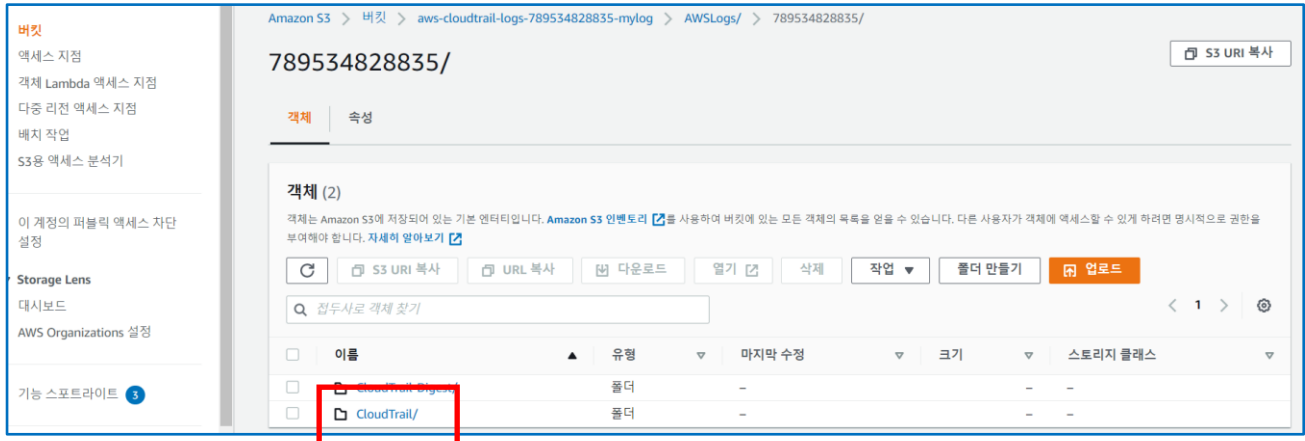 버킷
액세스 지점
객체 Lambda 액세스 지점
다중 리전 액세스 지점
배치 작업
S3용 액세스 분석기
이 계정의 퍼블릭 액세스 차단
설정
Storage Lens
대시보드
AWS Organizations 설정
기능 스포트라이트 3
Amazon S3 > 버킷 > aws-cloudtrail-logs-789534828835-mylog > AWSLogs/ > 789534828835/
789534828835/
S3 URI 복사
객체 속성
객체 (2)
객체는 Amazon S3에 저장되어 있는 기본 엔터티입니다. Amazon S3 인벤토리를 사용하여 버킷에 있는 모든 객체의 목록을 얻을 수 있습니다. 다른 사용자가 객체에 액세스할 수 있게 하려면 명시적으로 권한을
부여해야 합니다. 자세히 알아보기
S3 URI 복사 URL 복사 다운로드 열기 삭제 작업 ▼ 폴더 만들기 업로드
접두사로 객체 찾기 < 1 >
이름 ▲ 유형 ▽ 마지막 수정 ▽ 크기 ▽ 스토리지 클래스 ▽
CloudTrail-Digest/ 폴더 – – –
CloudTrail/ 폴더 – – –